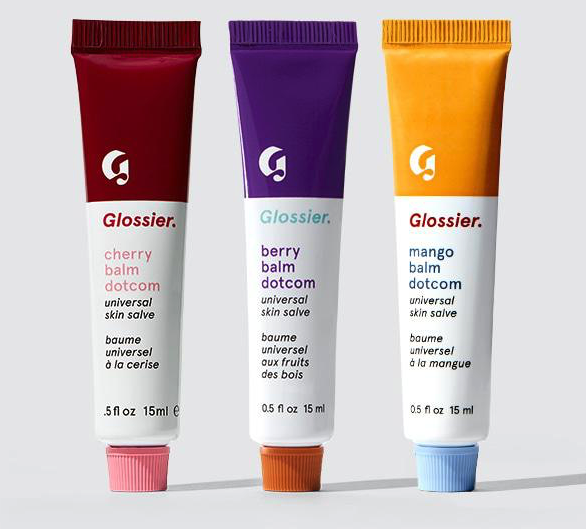 G
Glossier.
cherry
balm
dotcom
universal
skin salve
baume
universel
à la cerise
.5 fl oz 15ml e
G
Glossier.
berry
balm
dotcom
universal
skin salve
baume
universel
aux fruits
des bois
0.5 fl oz 15 ml
G
Glossier.
mango
balm
dotcom
universal
skin salve
baume
universel
à la mangue
0.5 fl oz 15 ml